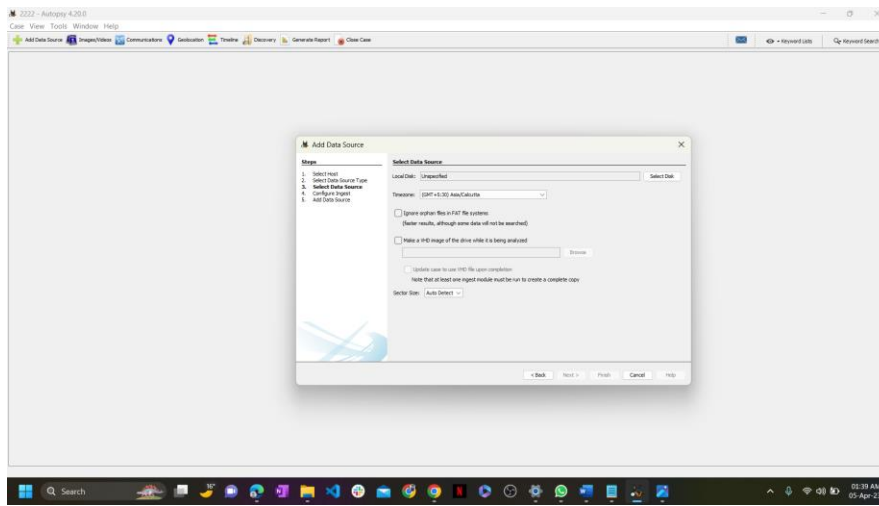 2222 - Autopsy 4.20.0
Case View Tools Window Help
Add Data Source Images/Videos Communications Geolocation Timeline Discovery Generate Report Close Case Keyword Lists Keyword Search
Add Data Source
Steps
1. Select Host
2. Select Data Source Type
3. Select Data Source
4. Configure Ingest
5. Add Data Source
Select Data Source
Local Disk: Unspecified Select Disk
Timezone: (GMT+5:30) Asia/Calcutta
Ignore orphan files in FAT file systems
(faster results, although some data will not be searched)
Make a VHD image of the drive while it is being analyzed
Browse
Update case to use VHD file upon completion
Note that at least one ingest module must be run to create a complete copy
Sector Size: Auto Detect
< Back Next > Finish Cancel Help
Search
16°
01:39 AM
05-Apr-23